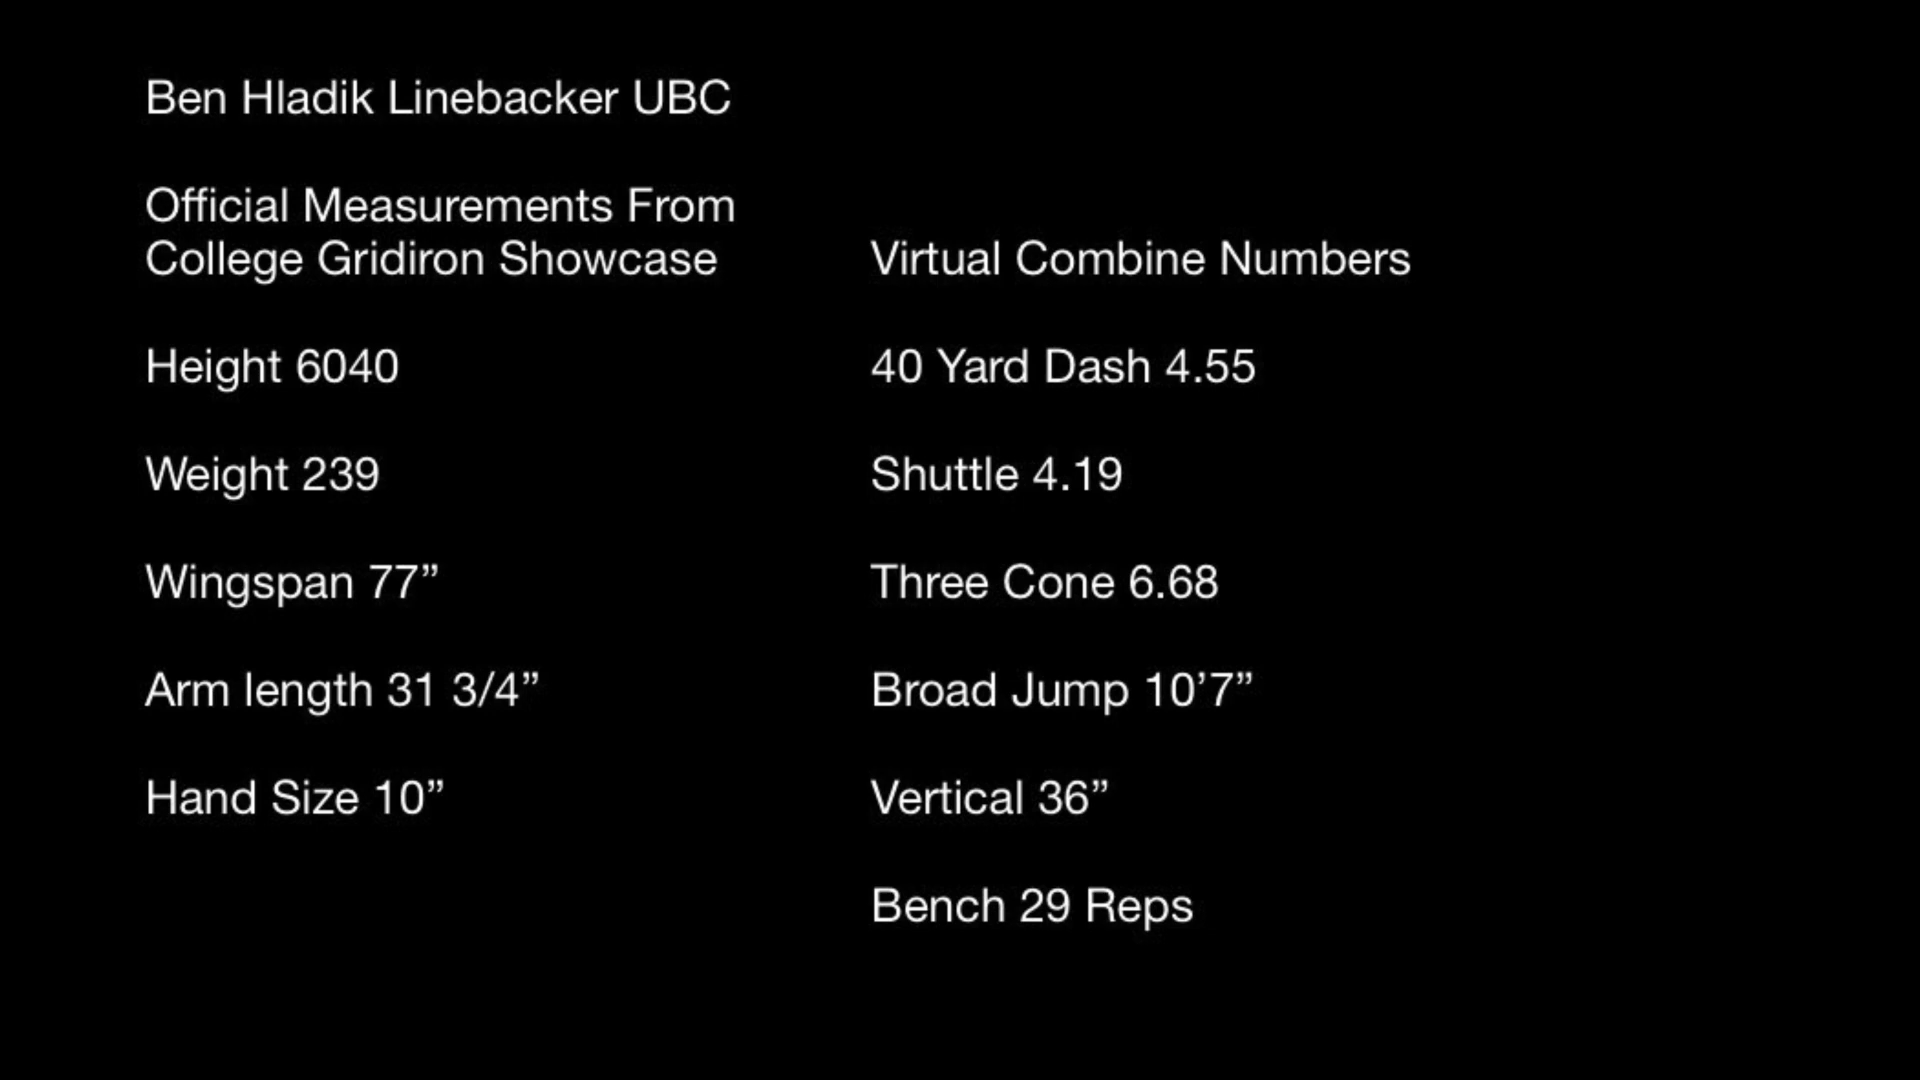 Ben Hladik Linebacker UBC
Official Measurements From
College Gridiron Showcase
Height 6040
Weight 239
Wingspan 77”
Arm length 31 3/4”
Hand Size 10”
Virtual Combine Numbers
40 Yard Dash 4.55
Shuttle 4.19
Three Cone 6.68
Broad Jump 10’7”
Vertical 36”
Bench 29 Reps